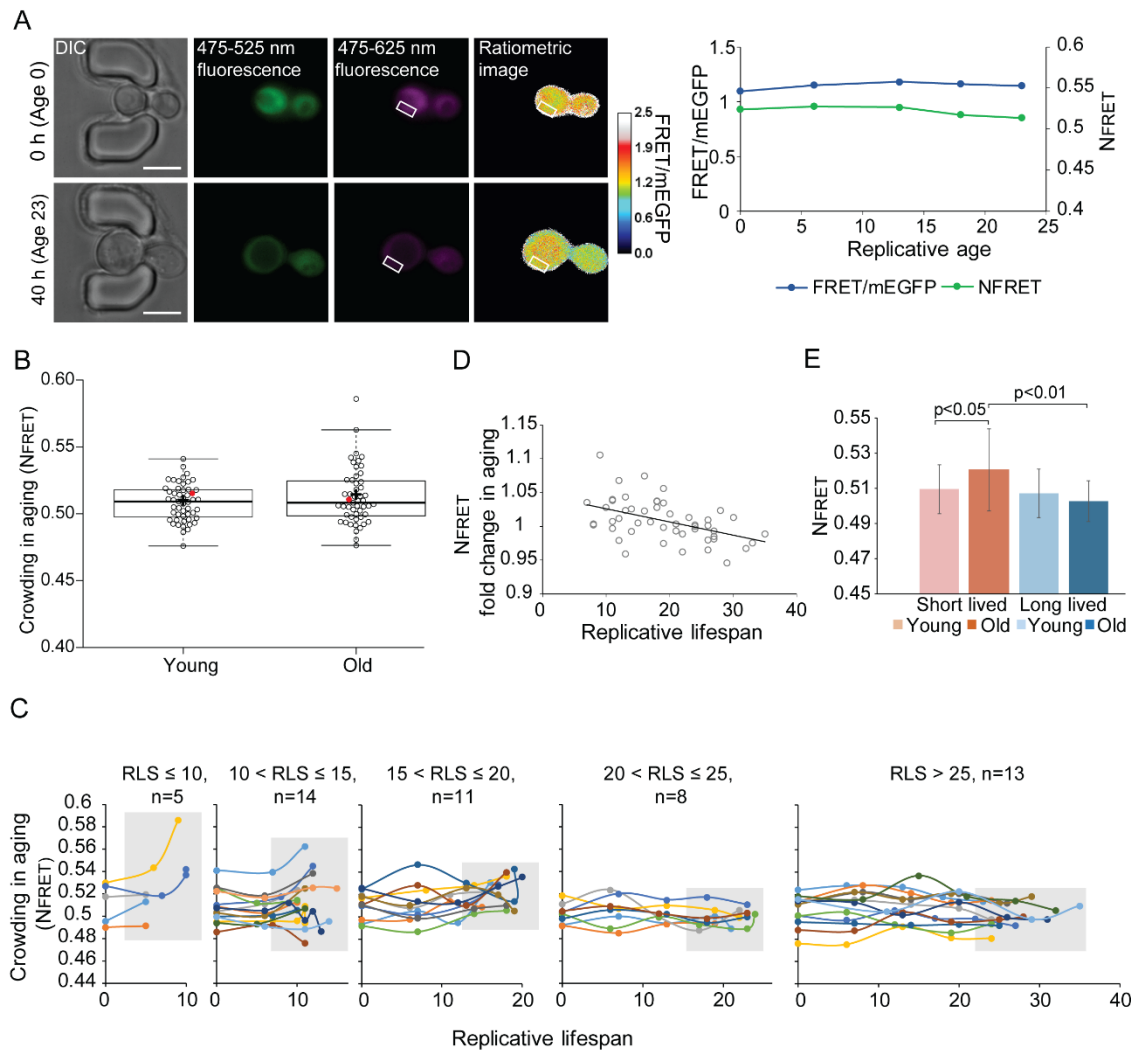 A
DIC
475-525 nm
fluorescence
475-625 nm
fluorescence
Ratiometric
image
0 h (Age 0)
40 h (Age 23)
2.5
1.9
1.2
0.6
0.0
FRET/mEGFP
1.5
1
0.5
0
FRET/mEGFP
0.6
0.5
0.4
NFRET
0 5 10 15 20 25
Replicative age
FRET/mEGFP NFRET
B
Crowding in aging (NFRET)
0.60
0.55
0.50
0.45
0.40
Young Old
D
NFRET
fold change in aging
1.15
1.1
1.05
1
0.95
0.9
0 10 20 30 40
Replicative lifespan
E
p<0.05
p<0.01
NFRET
0.55
0.53
0.51
0.49
0.47
0.45
Short lived Long lived
Young Old Young Old
C
Crowding in aging
(NFRET)
RLS ≤ 10,
n=5
10 < RLS ≤ 15,
n=14
15 < RLS ≤ 20,
n=11
20 < RLS ≤ 25,
n=8
RLS > 25, n=13
0.6
0.58
0.56
0.54
0.52
0.5
0.48
0.46
0.44
0 10
0 10
0 10 20
0 10 20
0 10 20 30 40
Replicative lifespan